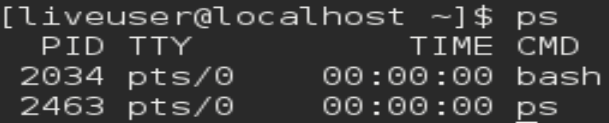 [liveuser@localhost ~]$ ps
  PID TTY          TIME CMD
 2034 pts/0    00:00:00 bash
 2463 pts/0    00:00:00 ps